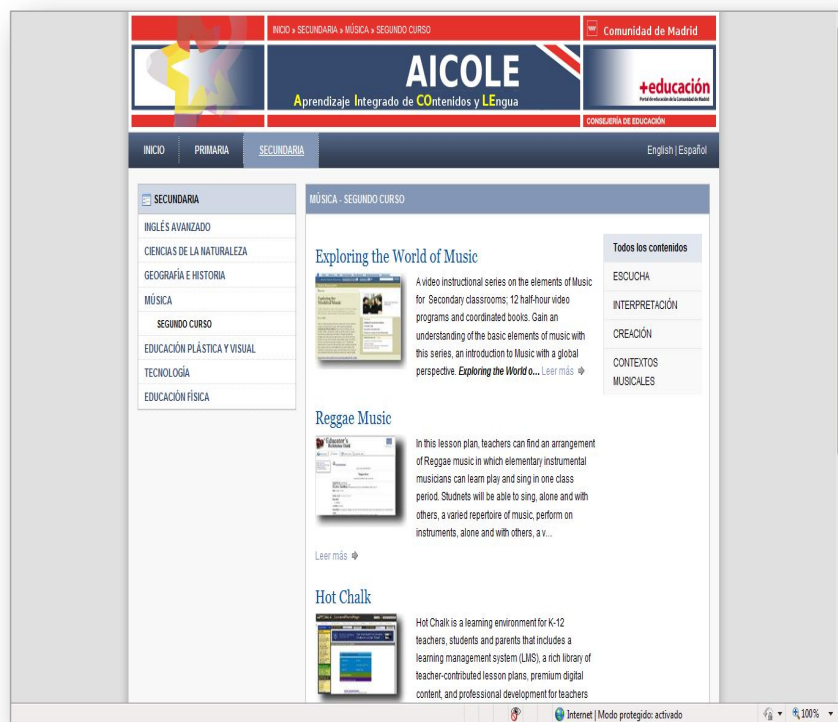 INICIO » SECUNDARIA » MÚSICA » SEGUNDO CURSO
Comunidad de Madrid
AICOLE
Aprendizaje Integrado de COntenidos y LEngua
+educación
Portal de educación de la Comunidad de Madrid
CONSEJERÍA DE EDUCACIÓN
INICIO PRIMARIA SECUNDARIA English | Español
SECUNDARIA
INGLÉS AVANZADO
CIENCIAS DE LA NATURALEZA
GEOGRAFÍA E HISTORIA
MÚSICA
SEGUNDO CURSO
EDUCACIÓN PLÁSTICA Y VISUAL
TECNOLOGÍA
EDUCACIÓN FÍSICA
MÚSICA - SEGUNDO CURSO
Exploring the World of Music
A video instructional series on the elements of Music
for Secondary classrooms; 12 half-hour video
programs and coordinated books. Gain an
understanding of the basic elements of music with
this series, an introduction to Music with a global
perspective. Exploring the World o... Leer más
Reggae Music
In this lesson plan, teachers can find an arrangement
of Reggae music in which elementary instrumental
musicians can learn play and sing in one class
period. Studnets will be able to sing, alone and with
others, a varied repertoire of music, perform on
instruments, alone and with others, a v...
Leer más
Hot Chalk
Hot Chalk is a learning environment for K-12
teachers, students and parents that includes a
learning management system (LMS), a rich library of
teacher-contributed lesson plans, premium digital
content, and professional development for teachers
Todos los contenidos
ESCUCHA
INTERPRETACIÓN
CREACIÓN
CONTEXTOS
MUSICALES
Internet | Modo protegido: activado 100%